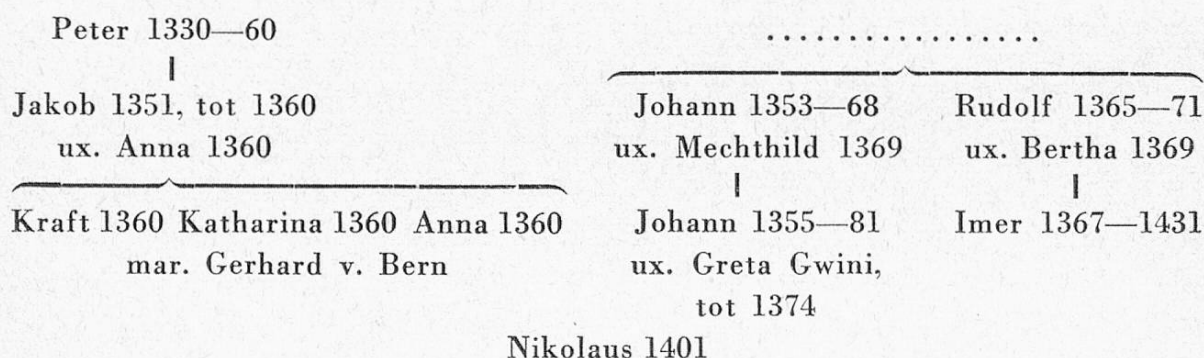 Peter 1330—60
. . . . . . . . . . . . . . . . . .
Jakob 1351, tot 1360 Johann 1353—68 Rudolf 1365—71
ux. Anna 1360 ux. Mechthild 1369 ux. Bertha 1369
Kraft 1360 Katharina 1360 Anna 1360 Johann 1355—81 Imer 1367—1431
mar. Gerhard v. Bern ux. Greta Gwini,
tot 1374
Nikolaus 1401